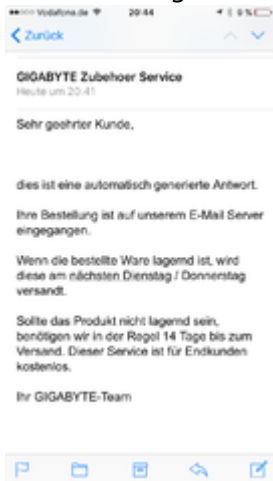 Vodafone.de
20:44
9 %
Zurück
GIGABYTE Zubehoer Service
Heute um 20:41
Sehr geehrter Kunde,
dies ist eine automatisch generierte Antwort.
Ihre Bestellung ist auf unserem E-Mail Server
eingegangen.
Wenn die bestellte Ware lagernd ist, wird
diese am nächsten Dienstag / Donnerstag
versandt.
Sollte das Produkt nicht lagernd sein,
benötigen wir in der Regel 14 Tage bis zum
Versand. Dieser Service ist für Endkunden
kostenlos.
Ihr GIGABYTE-Team